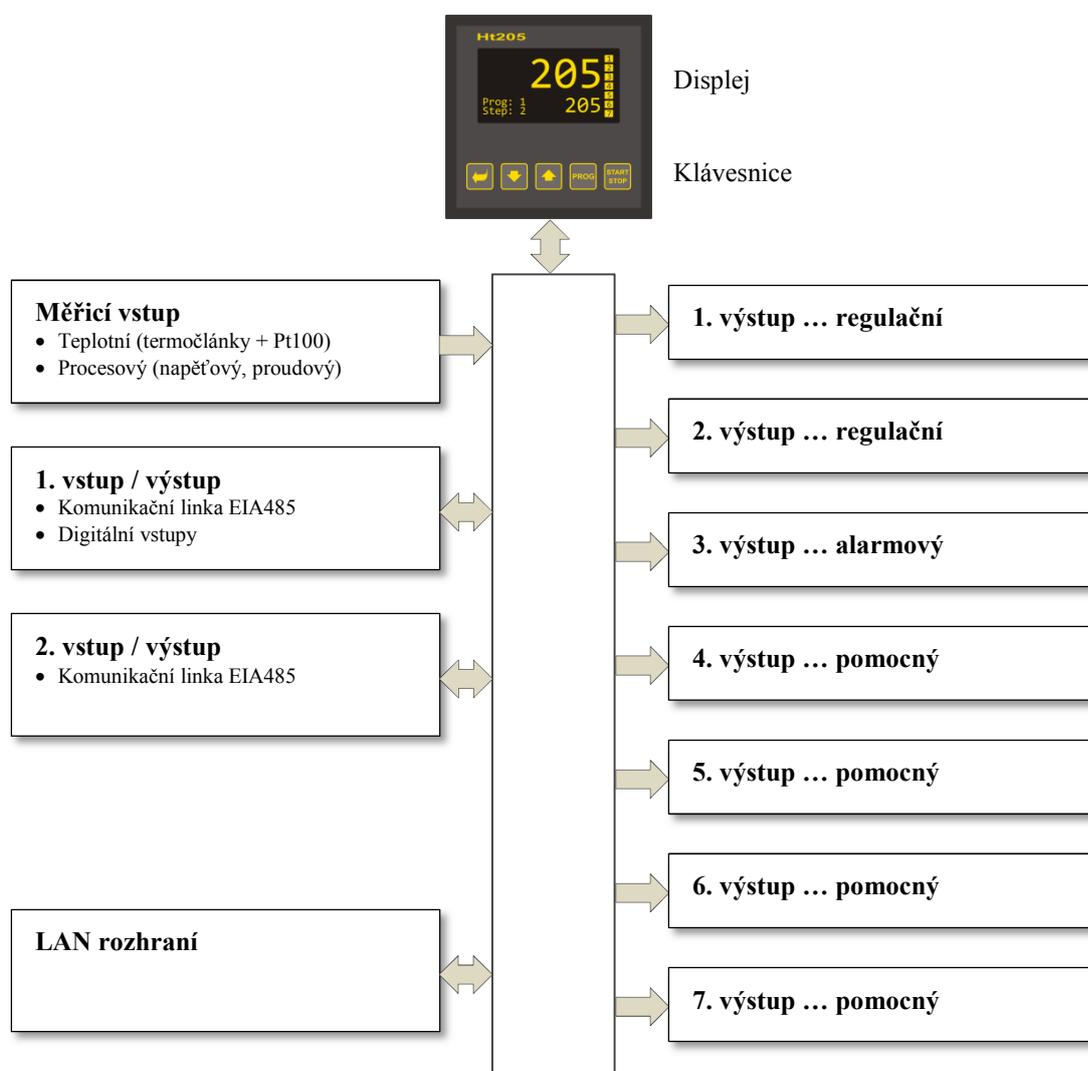 Ht205
205
1
2
3
4
5
6
7
Prog: 1
Step: 2
205
Displej
PROG
START
STOP
Klávesnice
Měřicí vstup
• Teplotní (termočlánky + Pt100)
• Procesový (napěťový, proudový)
1. vstup / výstup
• Komunikační linka EIA485
• Digitální vstupy
2. vstup / výstup
• Komunikační linka EIA485
LAN rozhraní
1. výstup … regulační
2. výstup … regulační
3. výstup … alarmový
4. výstup … pomocný
5. výstup … pomocný
6. výstup … pomocný
7. výstup … pomocný